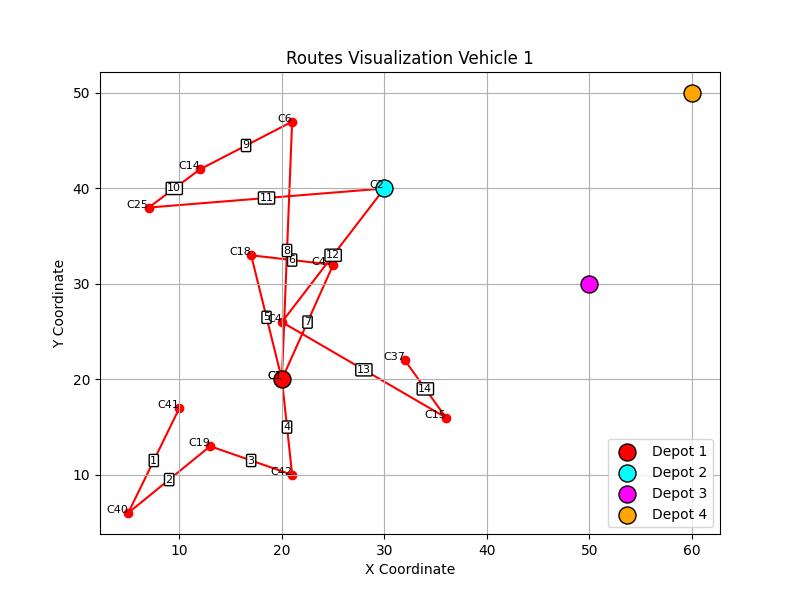 Routes Visualization Vehicle 1
Y Coordinate
50
40
30
20
10
C6
C14
9
10
C2
C25
11
8
12
C18
6
5
C4
7
C37
13
14
C1
C41
C15
4
C19
1
3
2
C42
C40
Depot 1
Depot 2
Depot 3
Depot 4
10
20
30
40
50
60
X Coordinate